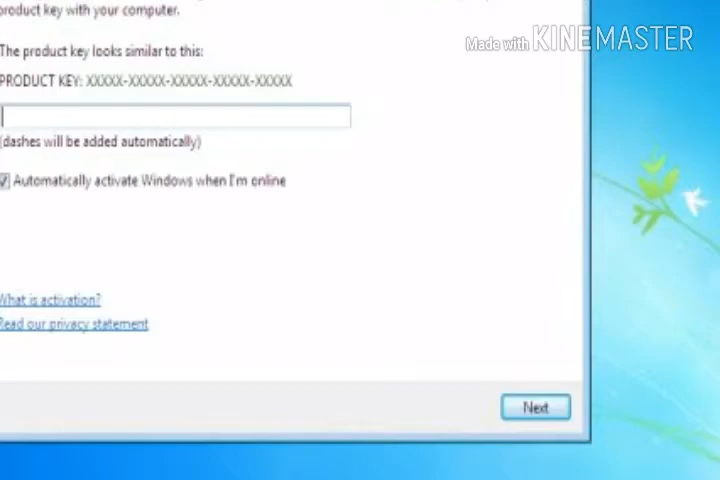 product key with your computer.
Made with KINEMASTER
The product key looks similar to this:
PRODUCT KEY: XXXXX-XXXXX-XXXXX-XXXXX-XXXXX
(dashes will be added automatically)
Automatically activate Windows when I'm online
What is activation?
Read our privacy statement
Next